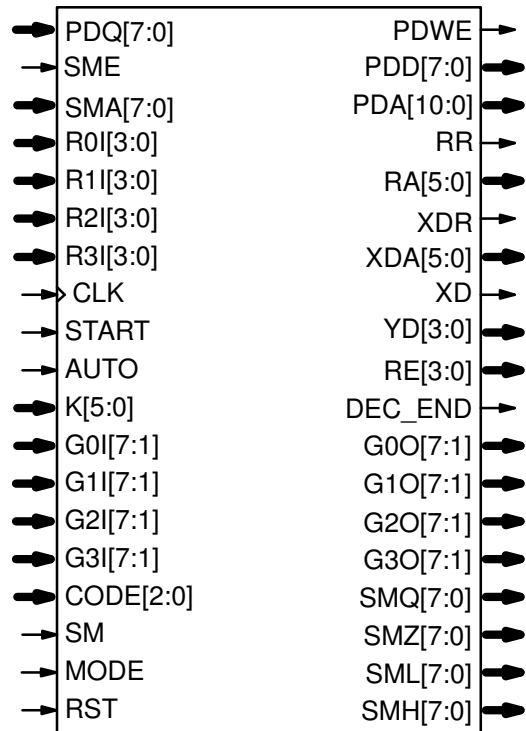 PDQ[7:0] PDWE
SME PDD[7:0]
SMA[7:0] PDA[10:0]
R0I[3:0] RR
R1I[3:0] RA[5:0]
R2I[3:0] XDR
R3I[3:0] XDA[5:0]
CLK XD
START YD[3:0]
AUTO RE[3:0]
K[5:0] DEC_END
G0I[7:1] G0O[7:1]
G1I[7:1] G1O[7:1]
G2I[7:1] G2O[7:1]
G3I[7:1] G3O[7:1]
CODE[2:0] SMQ[7:0]
SM SMZ[7:0]
MODE SML[7:0]
RST SMH[7:0]